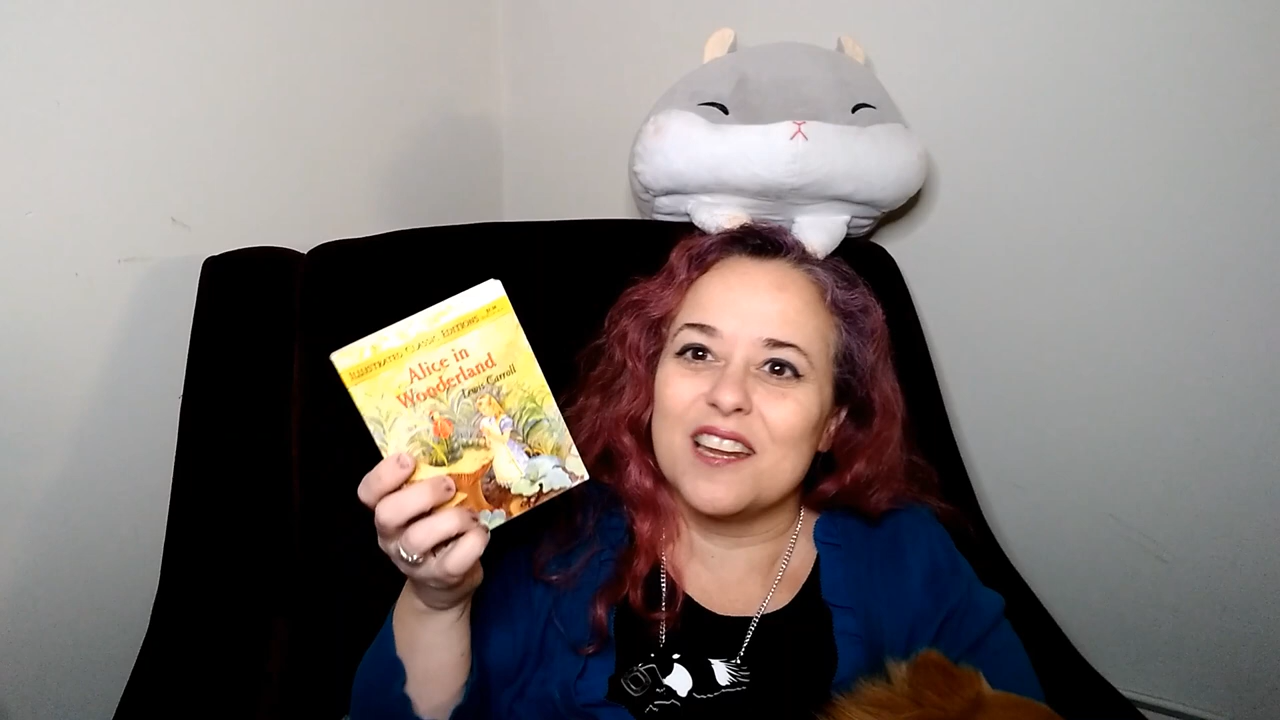 Illustrated Classic Editions
Alice in
Wonderland
Lewis Carroll